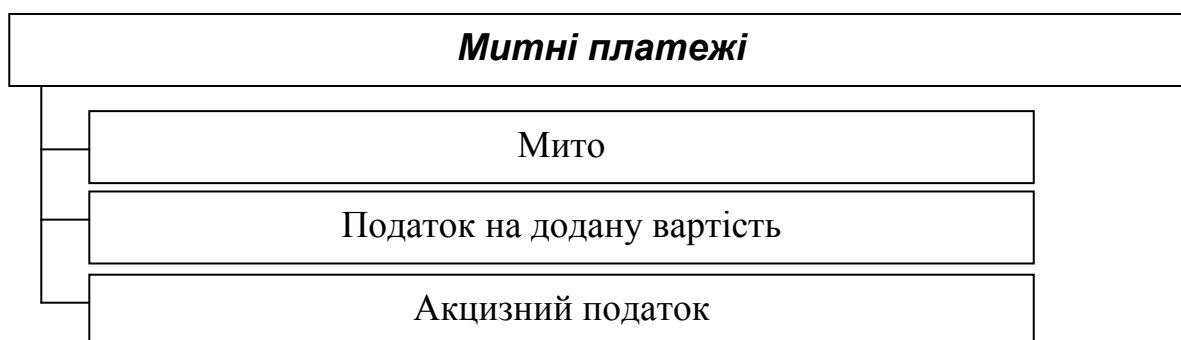 Митні платежі
Мито
Податок на додану вартість
Акцизний податок